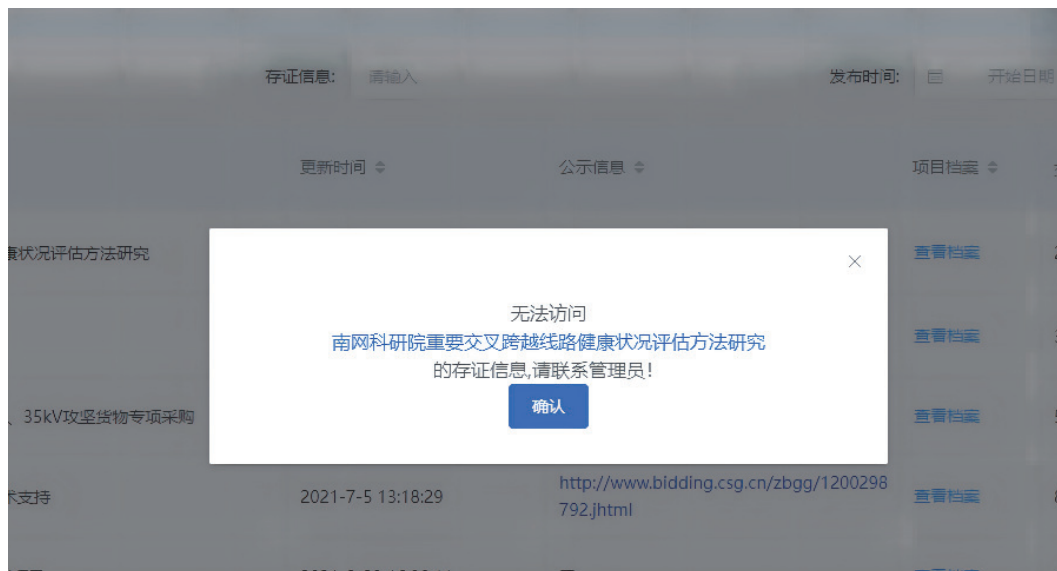 存证信息: 请输入 发布时间: 开始日期
更新时间 公示信息 项目档案
康状况评估方法研究 查看档案
无法访问
南网科研院重要交叉跨越线路健康状况评估方法研究
查看档案
的存证信息,请联系管理员!
确认
、35kV攻坚货物专项采购 查看档案
术支持 2021-7-5 13:18:29 http://www.bidding.csg.cn/zbgg/1200298 查看档案
792.jhtml